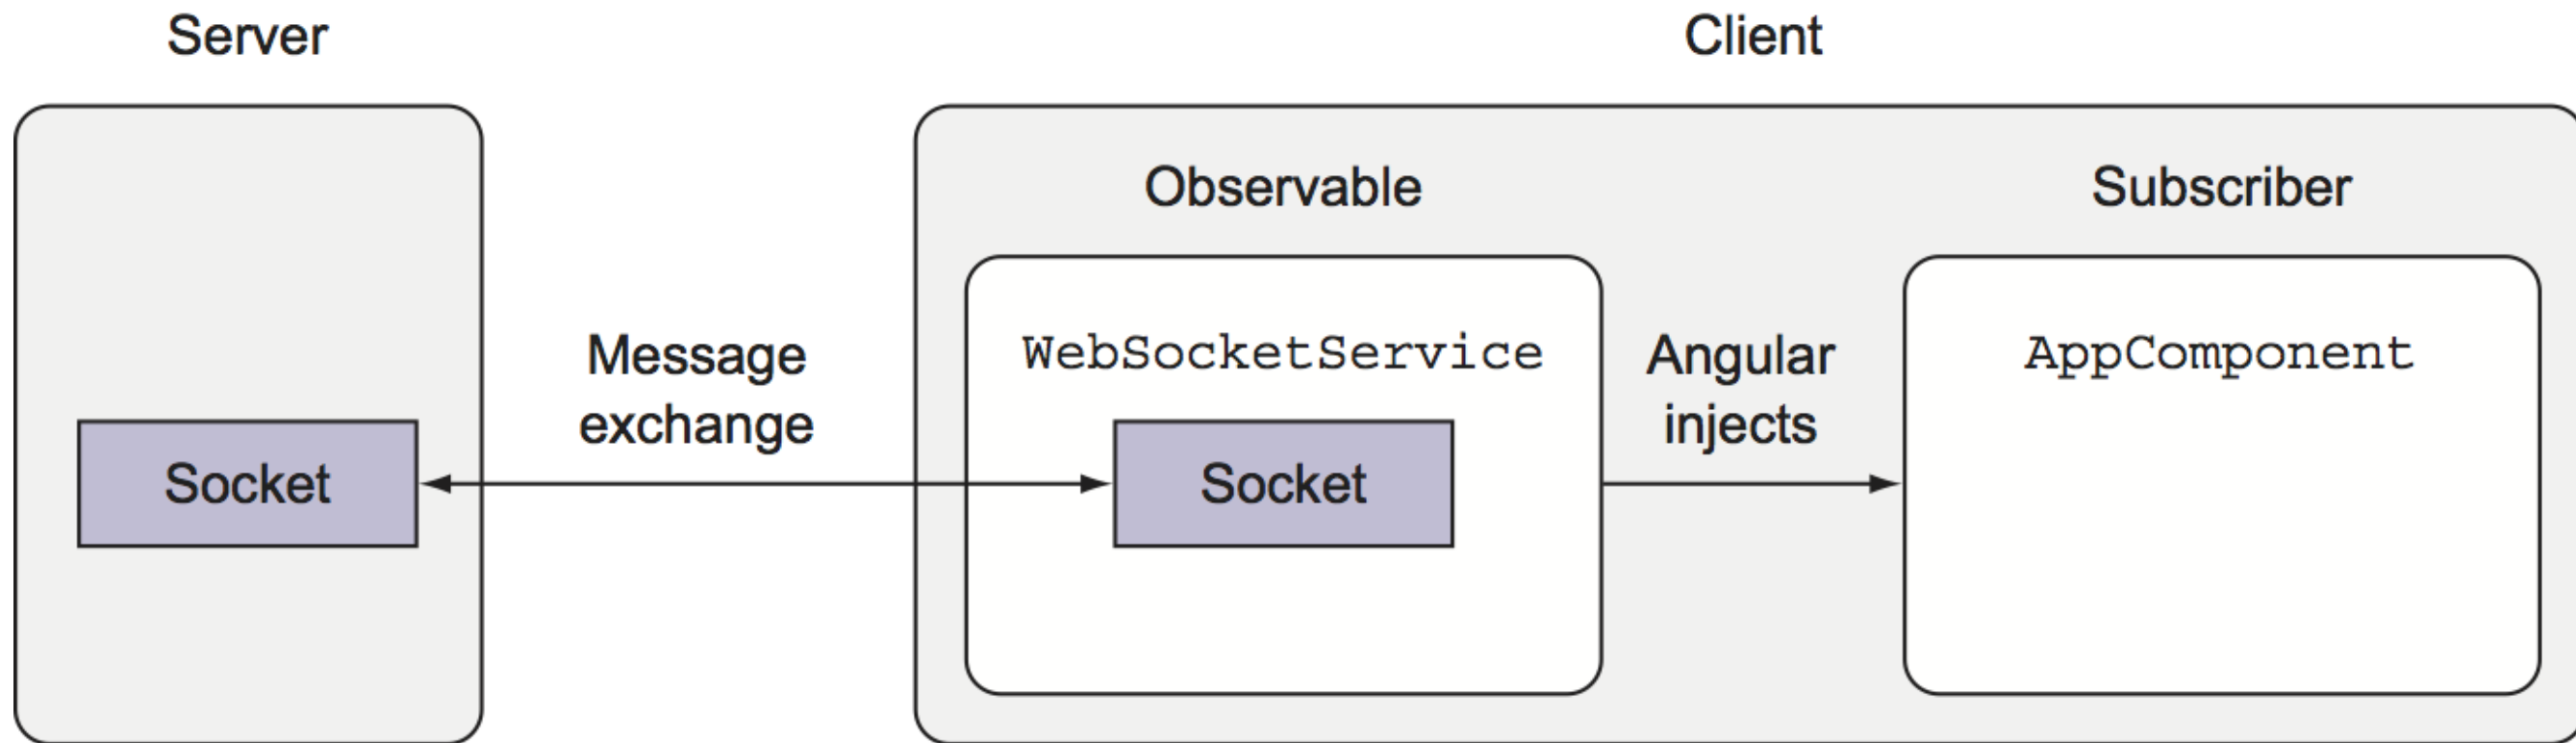 Server
Client
Observable
Subscriber
Message
exchange
WebSocketService
Angular
injects
AppComponent
Socket
Socket